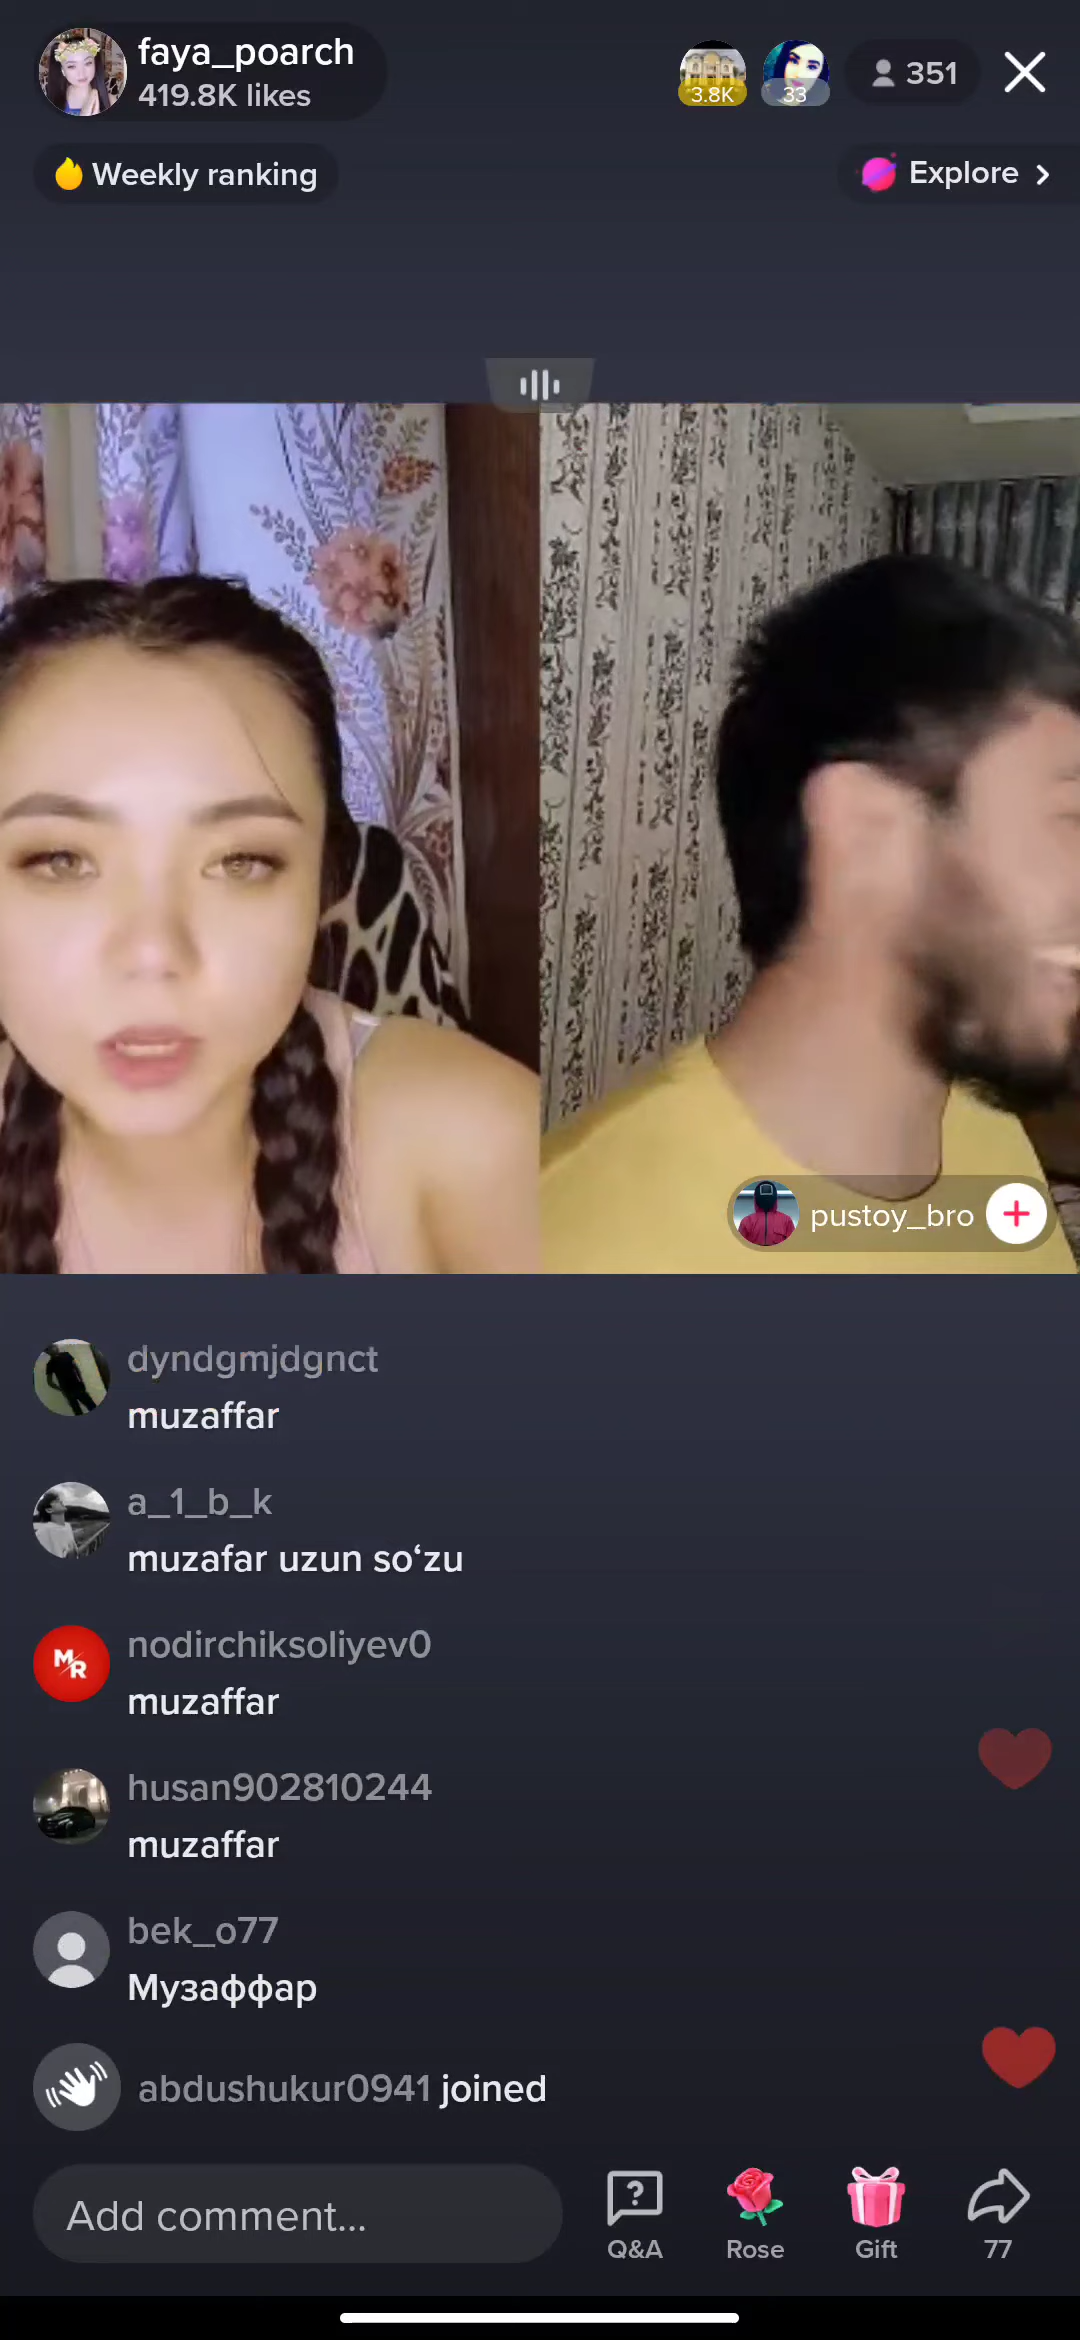 faya_poarch
419.8K likes
3.8K
33
351
Weekly ranking
Explore
pustoy_bro
dyndgmjdgnct
muzaffar
a_1_b_k
muzafar uzun so‘zu
nodirchiksoliyev0
MR
muzaffar
husan902810244
muzaffar
bek_o77
Музаффар
abdushukur0941 joined
Add comment...
Q&A
Rose
Gift
77